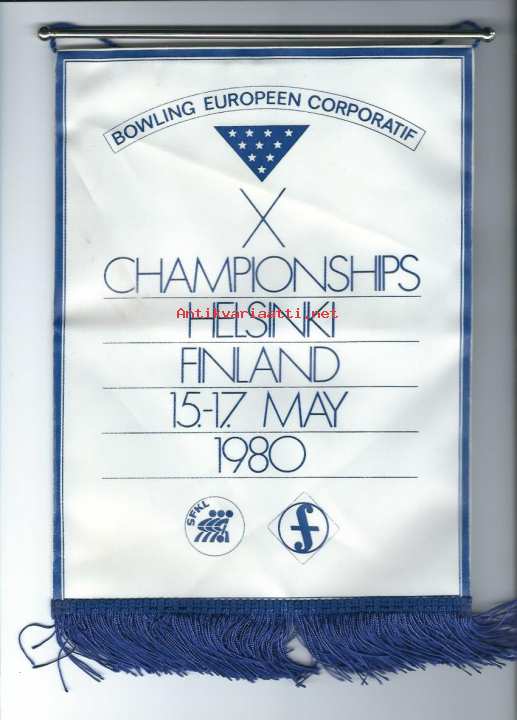 BOWLING EUROPEEN CORPORATIF
X
CHAMPIONSHIPS
HELSINKI
Antikvariaatti.net
FINLAND
15.-17. MAY
1980
SFKL
f